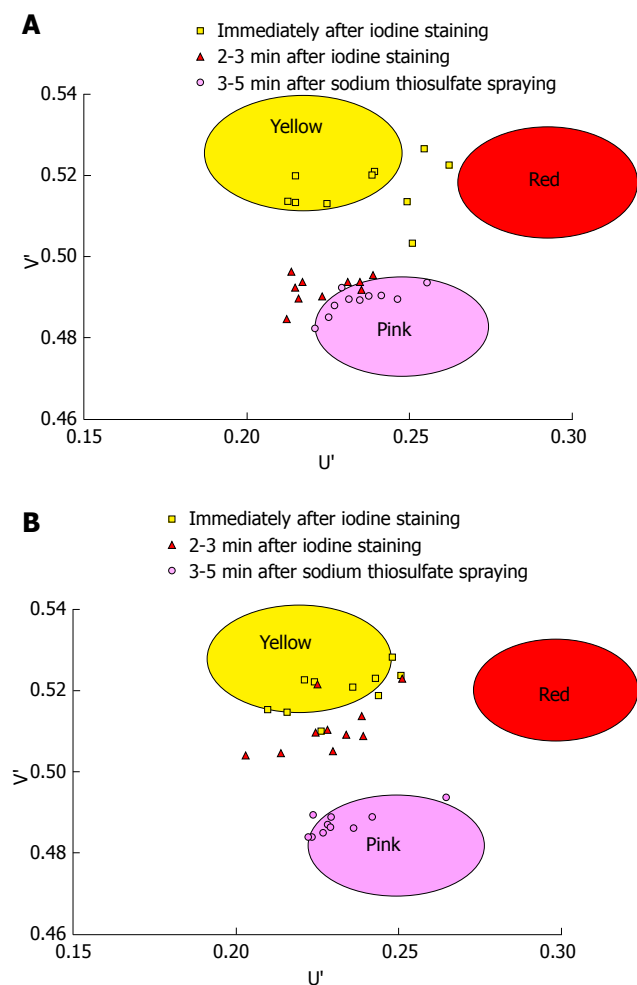 A
Immediately after iodine staining
2-3 min after iodine staining
3-5 min after sodium thiosulfate spraying
0.54
Yellow
0.52
Red
V'
0.50
0.48
Pink
0.46
0.15
0.20
0.25
0.30
U'
B
Immediately after iodine staining
2-3 min after iodine staining
3-5 min after sodium thiosulfate spraying
0.54
Yellow
0.52
Red
V'
0.50
0.48
Pink
0.46
0.15
0.20
0.25
0.30
U'